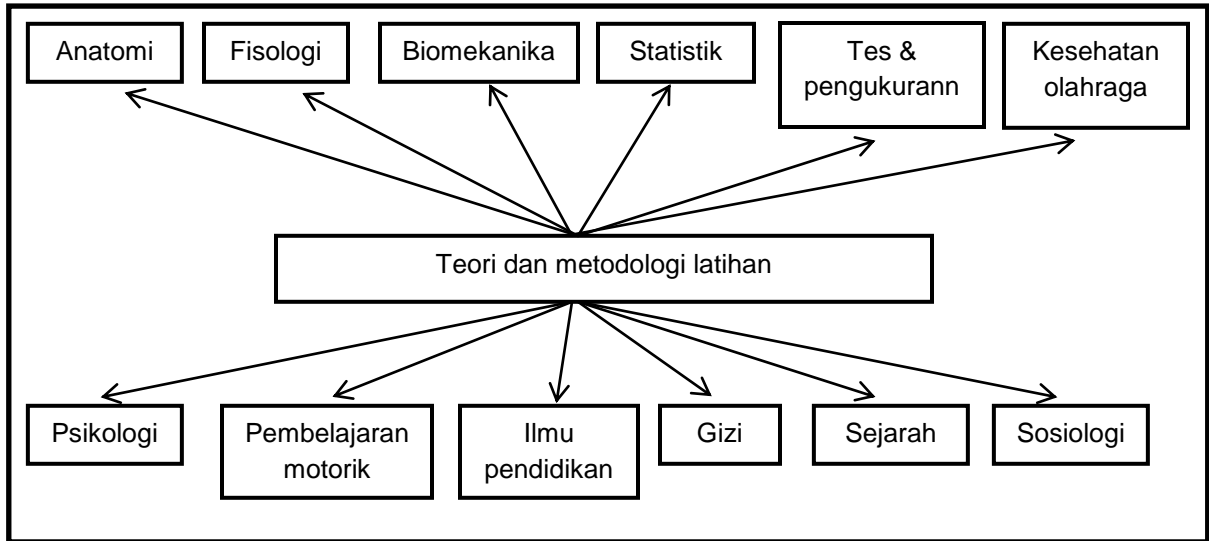 Anatomi
Fisologi
Biomekanika
Statistik
Tes &
pengukurann
Kesehatan
olahraga
Teori dan metodologi latihan
Psikologi
Pembelajaran
motorik
Ilmu
pendidikan
Gizi
Sejarah
Sosiologi